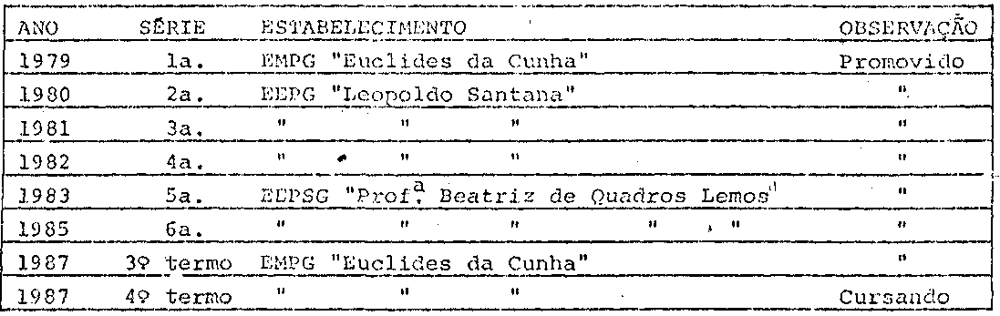 ANO SÉRIE ESTABELECIMENTO OBSERVAÇÃO
1979 1a. EMPG "Euclides da Cunha" Promovido
1980 2a. EEPG "Leopoldo Santana" "
1981 3a. " " " "
1982 4a. " " " "
1983 5a. EEPSG "Profª. Beatriz de Quadros Lemos" "
1985 6a. " " " " " "
1987 3º termo EMPG "Euclides da Cunha" "
1987 4º termo " " " Cursando